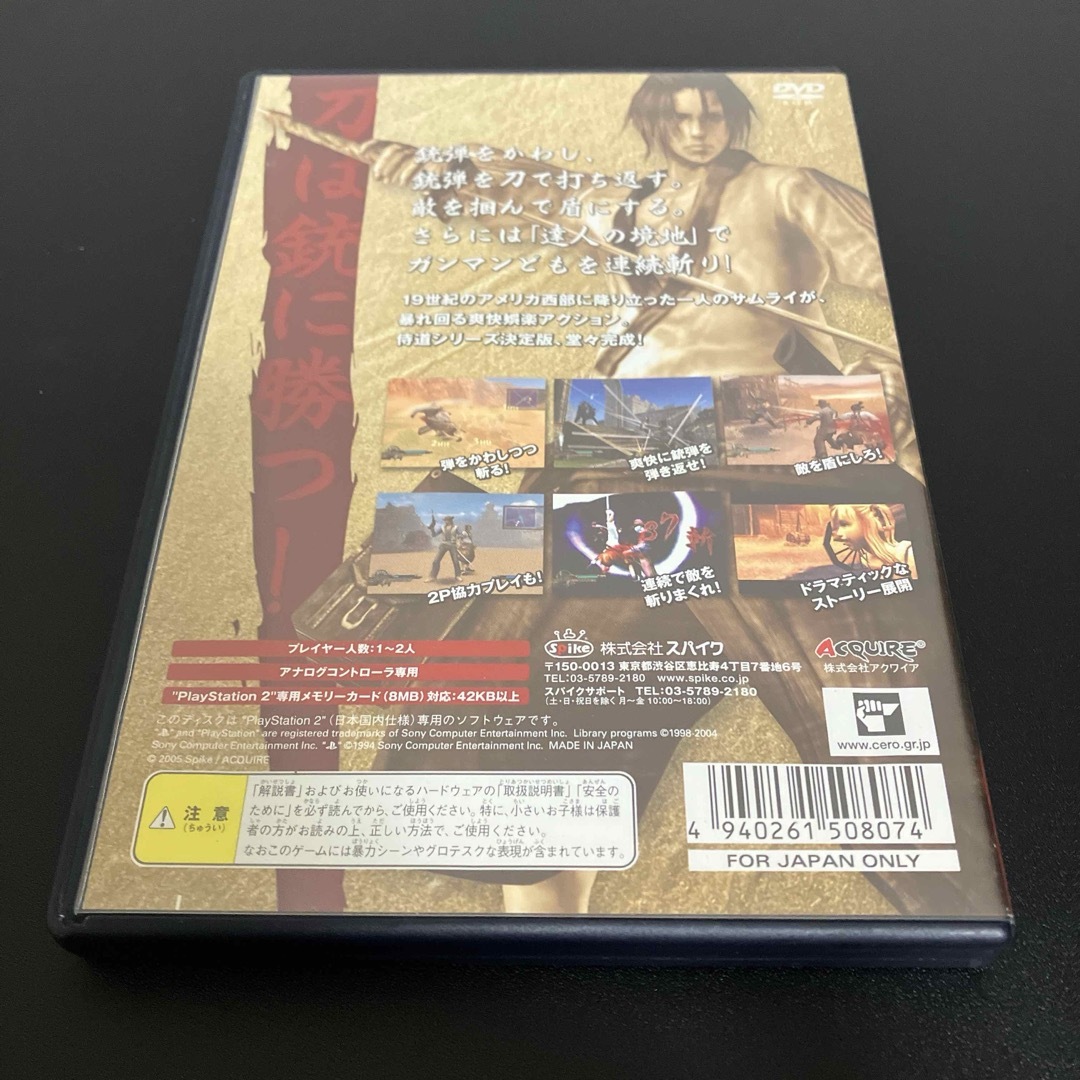 刀は銃に勝つ!
DVD
銃弾をかわし、
銃弾を刀で打ち返す。
敵を掴んで盾にする。
さらには「達人の境地」で
ガンマンどもを連続斬り!
19世紀のアメリカ西部に降り立った一人のサムライが、
暴れ回る爽快娯楽アクション。
侍道シリーズ決定版、堂々完成!
弾をかわしつつ
斬る!
爽快に銃弾を
弾き返せ!
敵を盾にしろ!
2P協力プレイも!
37斬
連続で敵を
斬りまくれ!
ドラマティックな
ストーリー展開
プレイヤー人数:1〜2人
アナログコントローラ専用
"PlayStation 2"専用メモリーカード(8MB)対応:42KB以上
Spike 株式会社スパイク
〒150-0013 東京都渋谷区恵比寿4丁目7番地6号
TEL:03-5789-2180 www.spike.co.jp
スパイクサポート TEL:03-5789-2180
(土・日・祝日を除く 月〜金 10:00〜18:00)
ACQUIRE®
株式会社アクワイア
このディスクは "PlayStation 2"(日本国内仕様)専用のソフトウェアです。
" and "PlayStation" are registered trademarks of Sony Computer Entertainment Inc. Library programs ©1998-2004
Sony Computer Entertainment Inc. " " ©1994 Sony Computer Entertainment Inc. MADE IN JAPAN
© 2005 Spike / ACQUIRE
www.cero.gr.jp
注意
(ちゅうい)
「解説書」およびお使いになるハードウェアの「取扱説明書」「安全の
ために」を必ず読んでから、ご使用ください。特に、小さいお子様は保護
者の方がお読みの上、正しい方法で、ご使用ください。
なおこのゲームには暴力シーンやグロテスクな表現が含まれています。
4 940261 508074
FOR JAPAN ONLY